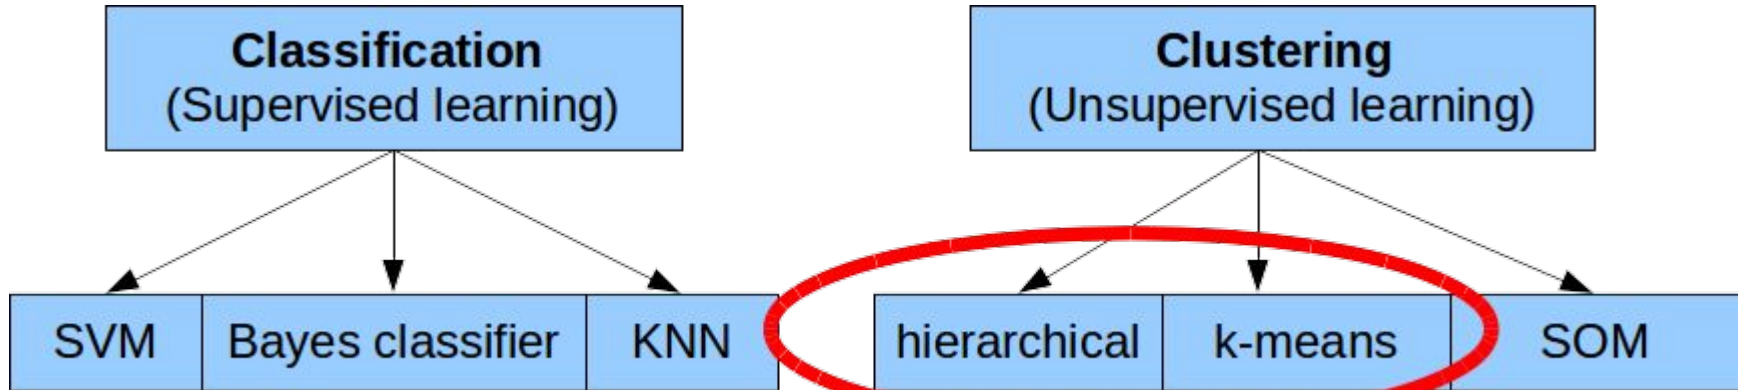 Classification
(Supervised learning)
Clustering
(Unsupervised learning)
SVM
Bayes classifier
KNN
hierarchical
k-means
SOM